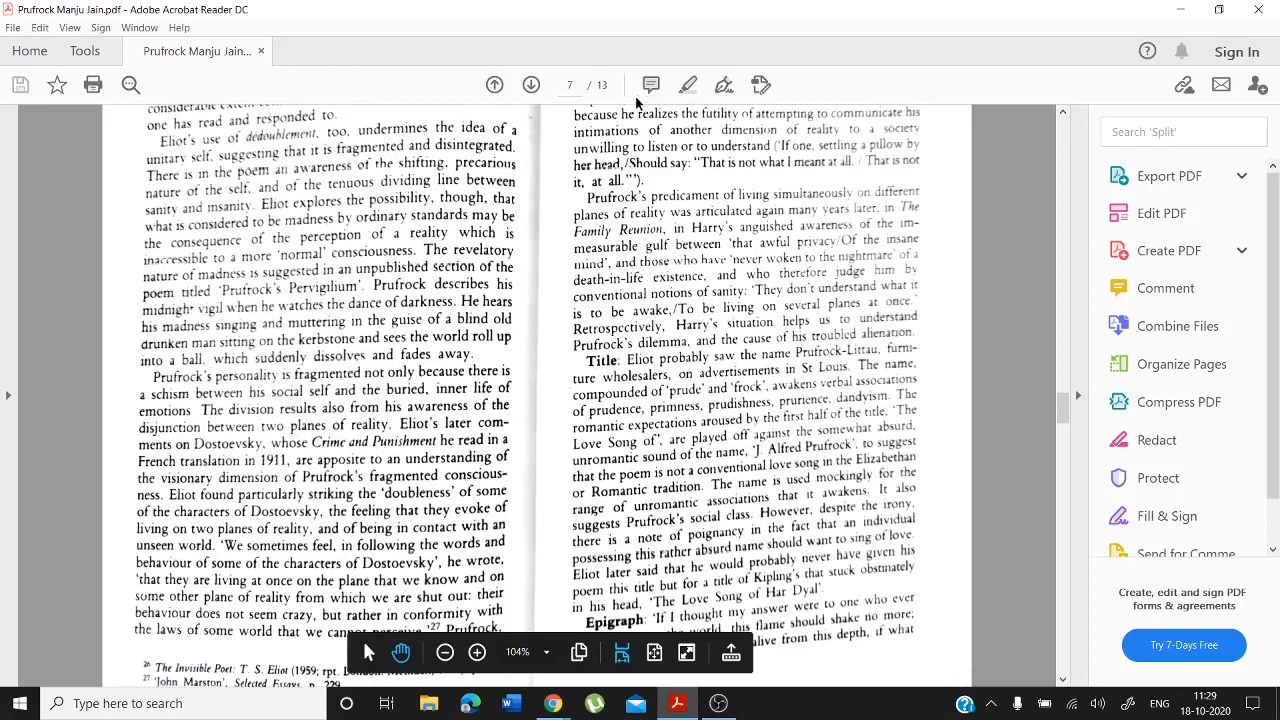 Prufrock Manju Jain.pdf - Adobe Acrobat Reader DC
File Edit View Sign Window Help
Home Tools Prufrock Manju Jain... × Sign In
7 / 13
considerable
one has read and responded to.
Eliot's use of dedoublement, too, undermines the idea of a
unitary self, suggesting that it is fragmented and disintegrated.
There is in the poem an awareness of the shifting, precarious
nature of the self, and of the tenuous dividing line between
sanity and insanity. Eliot explores the possibility, though, that
what is considered to be madness by ordinary standards may be
the consequence of the perception of a reality which is
inaccessible to a more 'normal' consciousness. The revelatory
nature of madness is suggested in an unpublished section of the
poem titled 'Prufrock's Pervigilium'. Prufrock describes his
midnight vigil when he watches the dance of darkness. He hears
his madness singing and muttering in the guise of a blind old
drunken man sitting on the kerbstone and sees the world roll up
into a ball, which suddenly dissolves and fades away.
Prufrock's personality is fragmented not only because there is
a schism between his social self and the buried, inner life of
emotions The division results also from his awareness of the
disjunction between two planes of reality. Eliot's later com-
ments on Dostoevsky, whose Crime and Punishment he read in a
French translation in 1911, are apposite to an understanding of
the visionary dimension of Prufrock's fragmented conscious-
ness. Eliot found particularly striking the 'doubleness' of some
of the characters of Dostoevsky, the feeling that they evoke of
living on two planes of reality, and of being in contact with an
unseen world. 'We sometimes feel, in following the words and
behaviour of some of the characters of Dostoevsky', he wrote,
'that they are living at once on the plane that we know and on
some other plane of reality from which we are shut out: their
behaviour does not seem crazy, but rather in conformity with
the laws of some world that we cannot perceive.'27 Prufrock,
26 The Invisible Poet: T. S. Eliot (1959; rpt.
27 'John Marston', Selected Essays, p. 229
because he realizes the futility of attempting to communicate his
intimations of another dimension of reality to a society
unwilling to listen or to understand ('If one, settling a pillow by
her head,/Should say: "That is not what I meant at all. / That is not
it, at all."').
Prufrock's predicament of living simultaneously on different
planes of reality was articulated again many years later, in The
Family Reunion, in Harry's anguished awareness of the im-
measurable gulf between 'that awful privacy/Of the insane
mind', and those who have 'never woken to the nightmare' of a
death-in-life existence, and who therefore judge him by
conventional notions of sanity: 'They don't understand what it
is to be awake,/To be living on several planes at once.'
Retrospectively, Harry's situation helps us to understand
Prufrock's dilemma, and the cause of his troubled alienation.
Title: Eliot probably saw the name Prufrock-Littau, furni-
ture wholesalers, on advertisements in St Louis. The name,
compounded of 'prude' and 'frock', awakens verbal associations
of prudence, primness, prudishness, prurience, dandyism. The
romantic expectations aroused by the first half of the title, 'The
Love Song of', are played off against the somewhat absurd,
unromantic sound of the name, 'J. Alfred Prufrock', to suggest
that the poem is not a conventional love song in the Elizabethan
or Romantic tradition. The name is used mockingly for the
range of unromantic associations that it awakens. It also
suggests Prufrock's social class. However, despite the irony,
there is a note of poignancy in the fact that an individual
possessing this rather absurd name should want to sing of love.
Eliot later said that he would probably never have given his
poem this title but for a title of Kipling's that stuck obstinately
in his head, 'The Love Song of Har Dyal'.
Epigraph: 'If I thought my answer were to one who ever
the world, this flame should shake no more;
alive from this depth, if what
104%
Search 'Split'
Export PDF
Edit PDF
Create PDF
Comment
Combine Files
Organize Pages
Compress PDF
Redact
Protect
Fill & Sign
Send for Comme
Create, edit and sign PDF
forms & agreements
Try 7-Day Free
Type here to search
ENG
11:29
18-10-2020